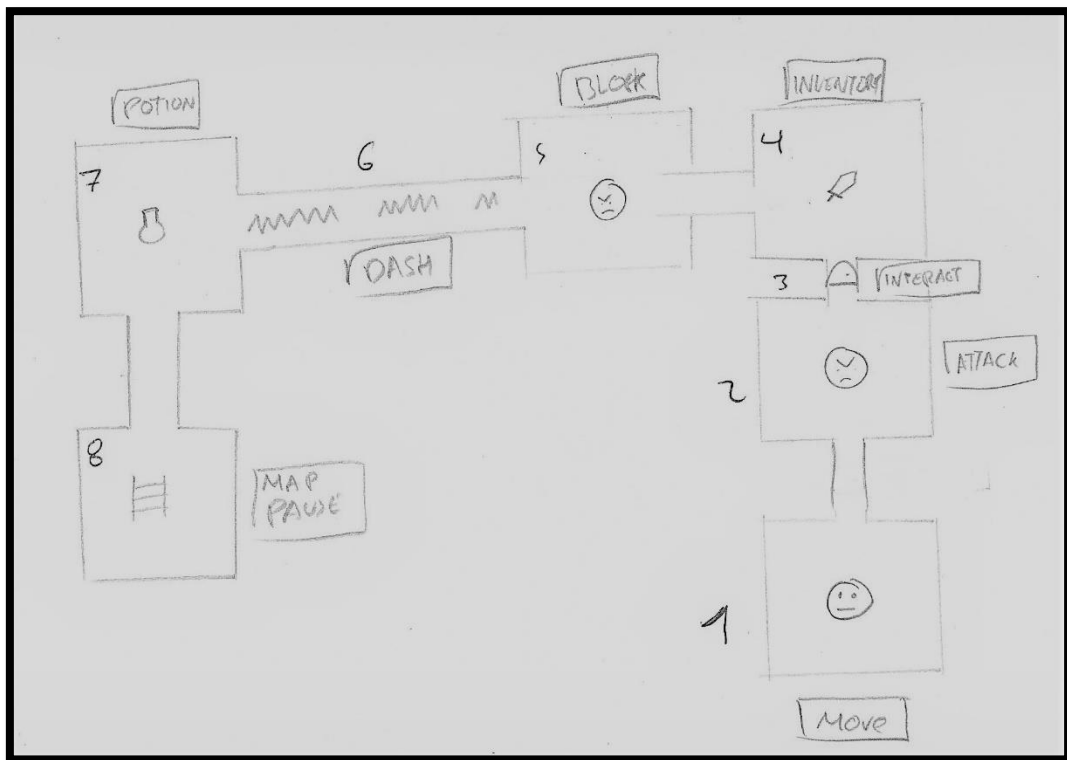 POTION
BLOCK
INVENTORY
7
6
5
4
DASH
3
INTERACT
2
ATTACK
8
MAP
PAUSE
1
Move